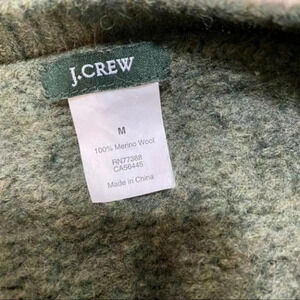 J.CREW
M
100% Merino Wool
RN77388
CA56445
Made in China